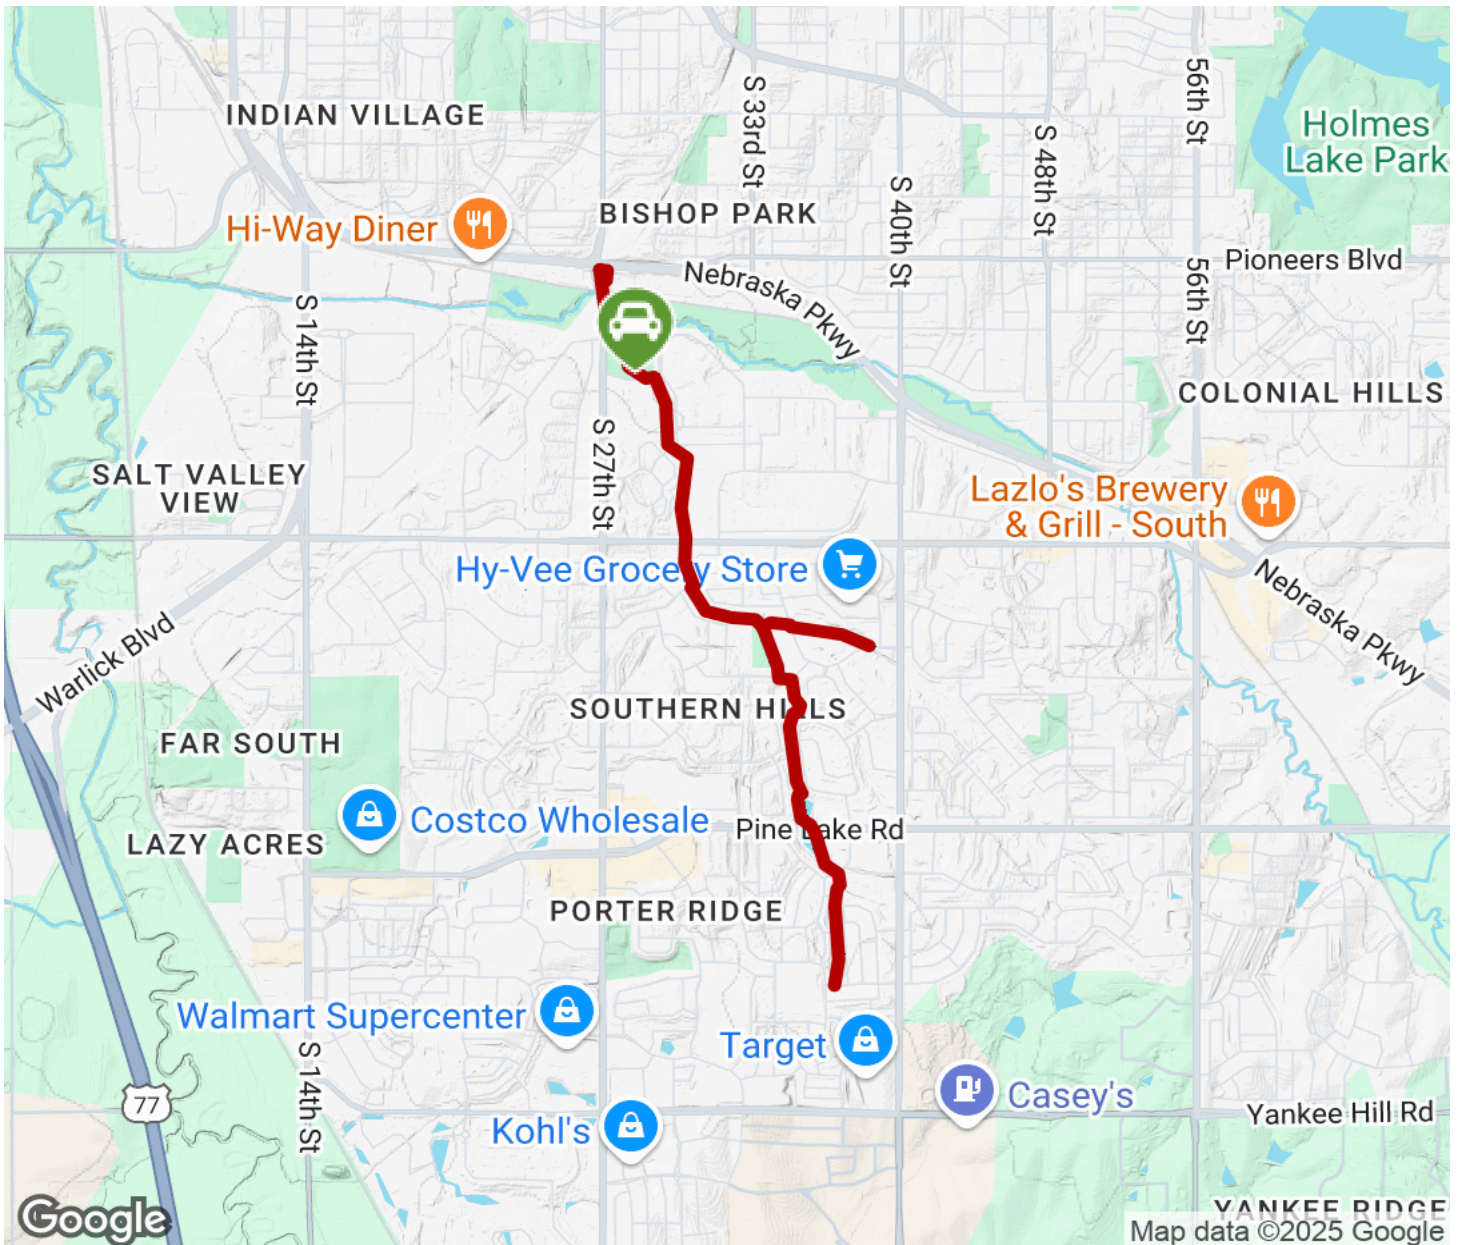 56th St
S 33rd St
INDIAN VILLAGE
Holmes
Lake Park
S 48th St
S 40th St
BISHOP PARK
Hi-Way Diner
Pioneers Blvd
Nebraska Pkwy
56th St
S 14th St
COLONIAL HILLS
S 27th St
SALT VALLEY
VIEW
Lazlo's Brewery
& Grill - South
Hy-Vee Grocery Store
Nebraska Pkwy
Warlick Blvd
SOUTHERN HILLS
FAR SOUTH
Costco Wholesale
Pine Lake Rd
LAZY ACRES
PORTER RIDGE
Walmart Supercenter
Target
S 14th St
77
Casey's
Yankee Hill Rd
Kohl's
YANKEE RIDGE
Google
Map data ©2025 Google